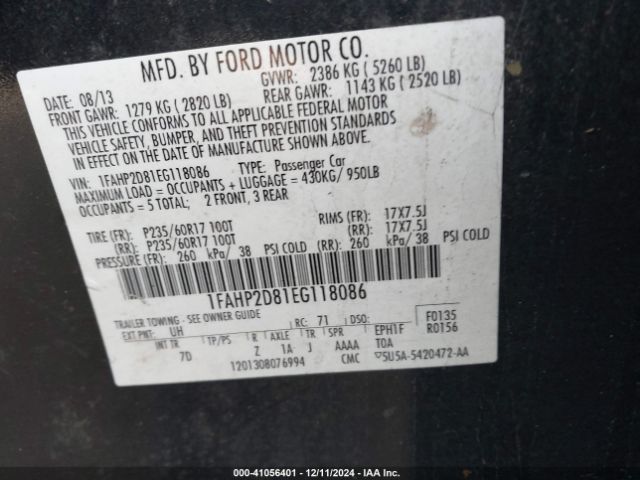 MFD. BY FORD MOTOR CO.
DATE: 08/13 GVWR: 2386 KG ( 5260 LB)
FRONT GAWR: 1279 KG ( 2820 LB) REAR GAWR: 1143 KG ( 2520 LB)
THIS VEHICLE CONFORMS TO ALL APPLICABLE FEDERAL MOTOR
VEHICLE SAFETY, BUMPER, AND THEFT PREVENTION STANDARDS
IN EFFECT ON THE DATE OF MANUFACTURE SHOWN ABOVE.
VIN: 1FAHP2D81EG118086 TYPE: Passenger Car
MAXIMUM LOAD = OCCUPANTS + LUGGAGE = 430KG/ 950LB
OCCUPANTS = 5 TOTAL; 2 FRONT, 3 REAR
TIRE (FR): P235/60R17 100T RIMS (FR): 17X7.5J
(RR): P235/60R17 100T (RR): 17X7.5J
PRESSURE (FR): 260 kPa/ 38 PSI COLD (RR): 260 kPa/ 38 PSI COLD
1FAHP2D81EG118086
TRAILER TOWING - SEE OWNER GUIDE F0135
EXT PNT: UH RC: 71 DSO: R0156
INT TR TP/PS R AXLE TR SPR EPH1F
7D Z 1A J AAAA TOA
1201308076994 CMC ▽5U5A-5420472-AA
000-41056401 - 12/11/2024 - IAA Inc.